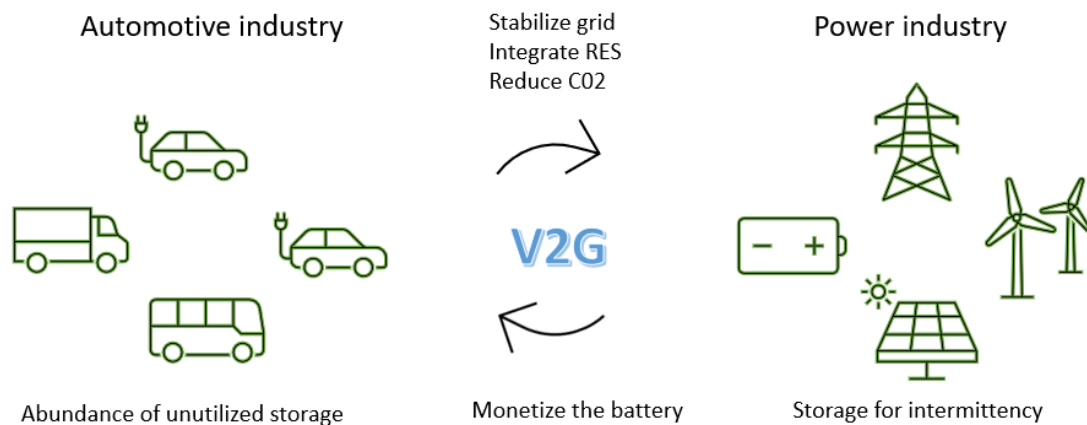 Automotive industry
Stabilize grid
Integrate RES
Reduce C02
Power industry
V2G
Abundance of unutilized storage
Monetize the battery
Storage for intermittency